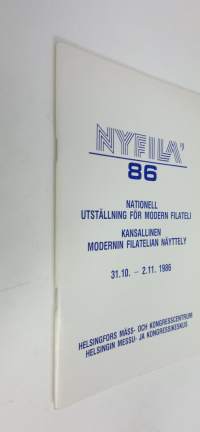 NYFILA'
86
NATIONELL
UTSTÄLLNING FÖR MODERN FILATELI
KANSALLINEN
MODERNIN FILATELIAN NÄYTTELY
31.10. – 2.11. 1986
HELSINGFORS MÄSS- OCH KONGRESSCENTRUM
HELSINGIN MESSU- JA KONGRESSIKESKUS